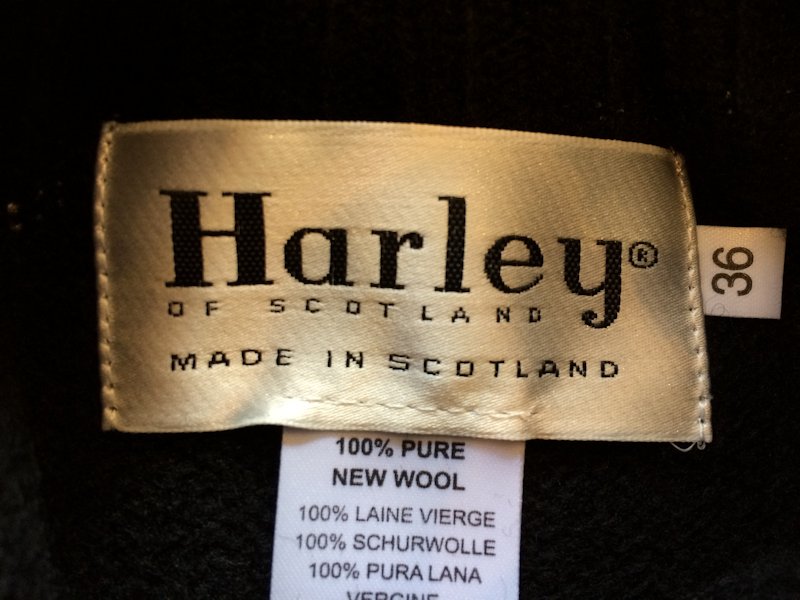 Harley®
OF SCOTLAND
MADE IN SCOTLAND
36
100% PURE
NEW WOOL
100% LAINE VIERGE
100% SCHURWOLLE
100% PURA LANA
VERGINE